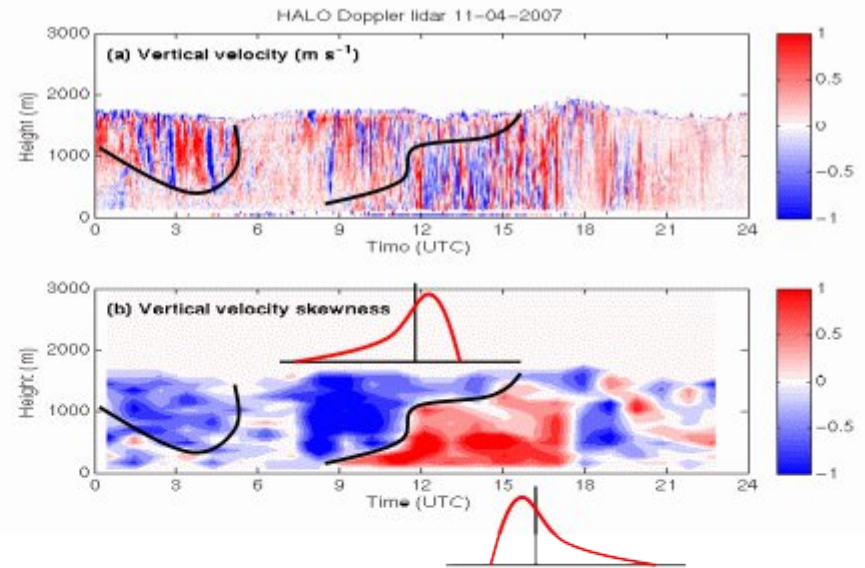 HALO Doppler lidar 11-04-2007
(a) Vertical velocity (m s⁻¹)
Height (m)
3000
2000
1000
0
0 3 6 9 12 15 18 21 24
Timo (UTC)
1
0.5
0
-0.5
-1
(b) Vertical velocity skewness
Height (m)
3000
2000
1000
0
0 3 6 9 12 15 18 21 24
Time (UTC)
1
0.5
0
-0.5
-1